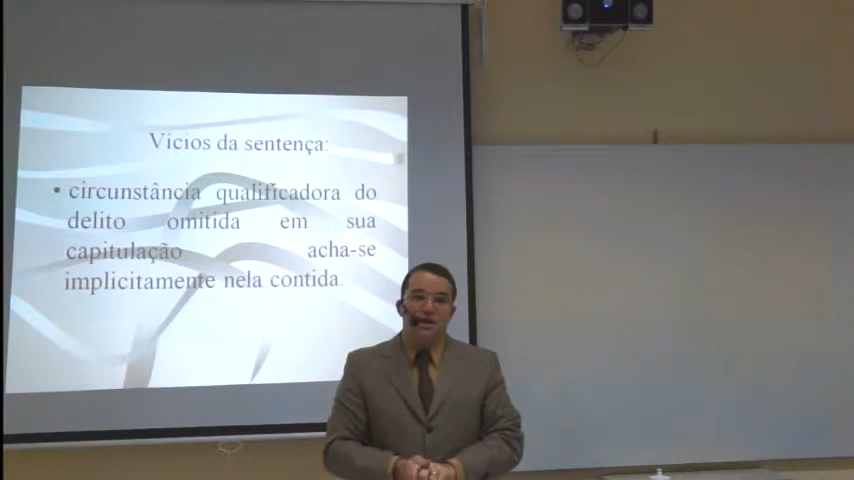 Vícios da sentença:
• circunstância qualificadora do
delito omitida em sua
capitulação acha-se
implicitamente nela contida.